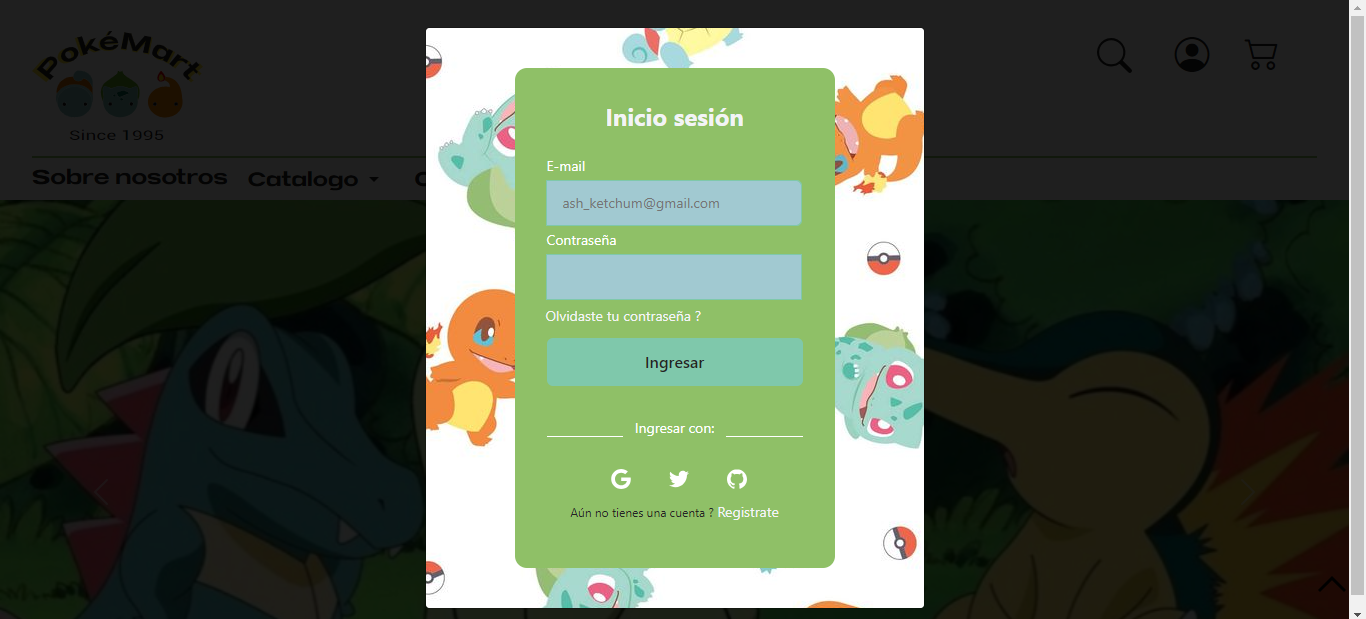 PokéMart
Since 1995
Sobre nosotros
Catalogo
Inicio sesión
E-mail
ash_ketchum@gmail.com
Contraseña
Olvidaste tu contraseña ?
Ingresar
Ingresar con:
Aún no tienes una cuenta ? Registrate